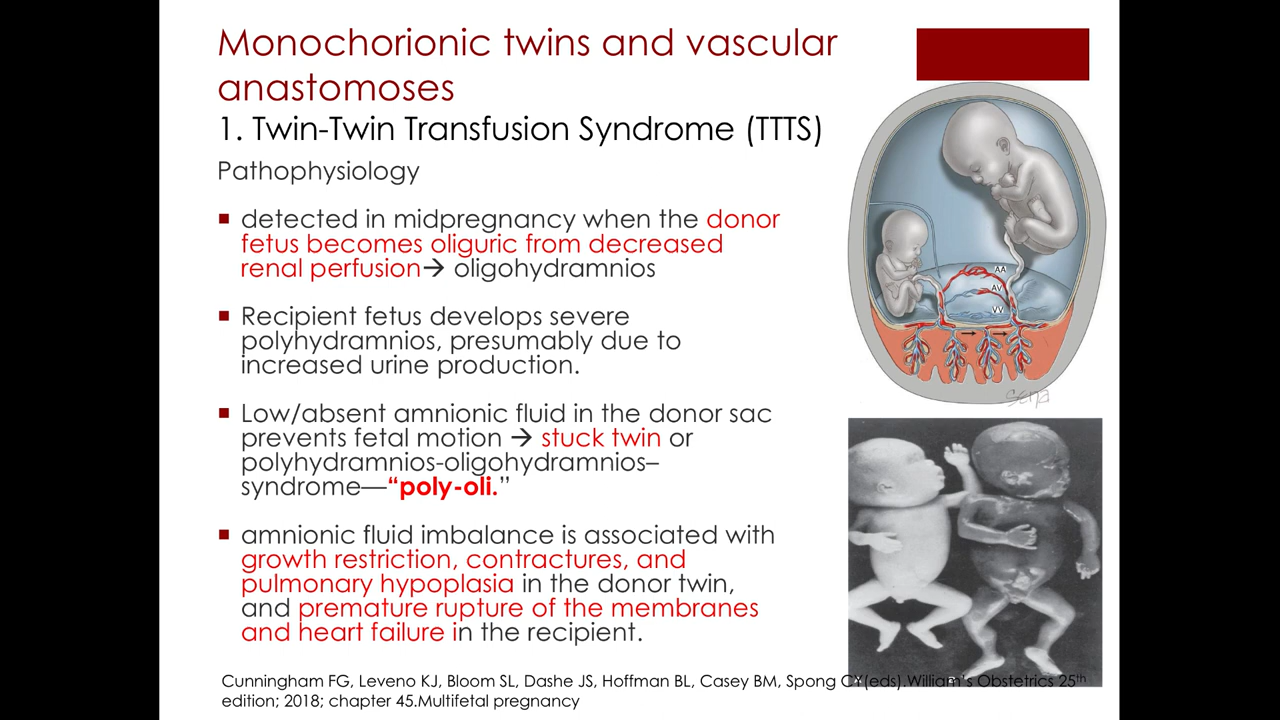 Monochorionic twins and vascular
anastomoses
1. Twin-Twin Transfusion Syndrome (TTTS)
Pathophysiology
▪ detected in midpregnancy when the donor
fetus becomes oliguric from decreased
renal perfusion→ oligohydramnios
▪ Recipient fetus develops severe
polyhydramnios, presumably due to
increased urine production.
▪ Low/absent amnionic fluid in the donor sac
prevents fetal motion → stuck twin or
polyhydramnios-oligohydramnios–
syndrome—“poly-oli.”
▪ amnionic fluid imbalance is associated with
growth restriction, contractures, and
pulmonary hypoplasia in the donor twin,
and premature rupture of the membranes
and heart failure in the recipient.
AA
AV
VV
Sena
Cunningham FG, Leveno KJ, Bloom SL, Dashe JS, Hoffman BL, Casey BM, Spong CY(eds).William's Obstetrics 25th
edition; 2018; chapter 45.Multifetal pregnancy